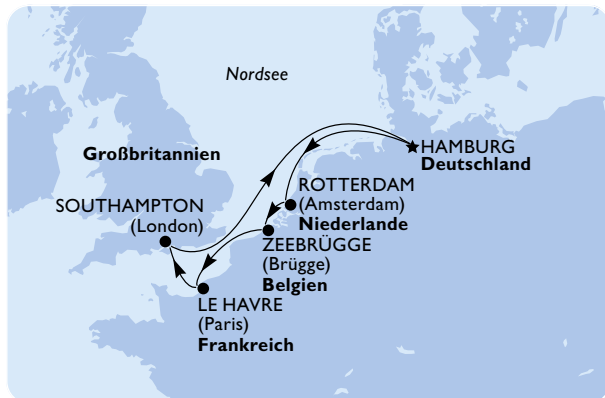 Nordsee
HAMBURG
Deutschland
Großbritannien
ROTTERDAM
(Amsterdam)
Niederlande
SOUTHAMPTON
(London)
ZEEBRÜGGE
(Brügge)
Belgien
LE HAVRE
(Paris)
Frankreich